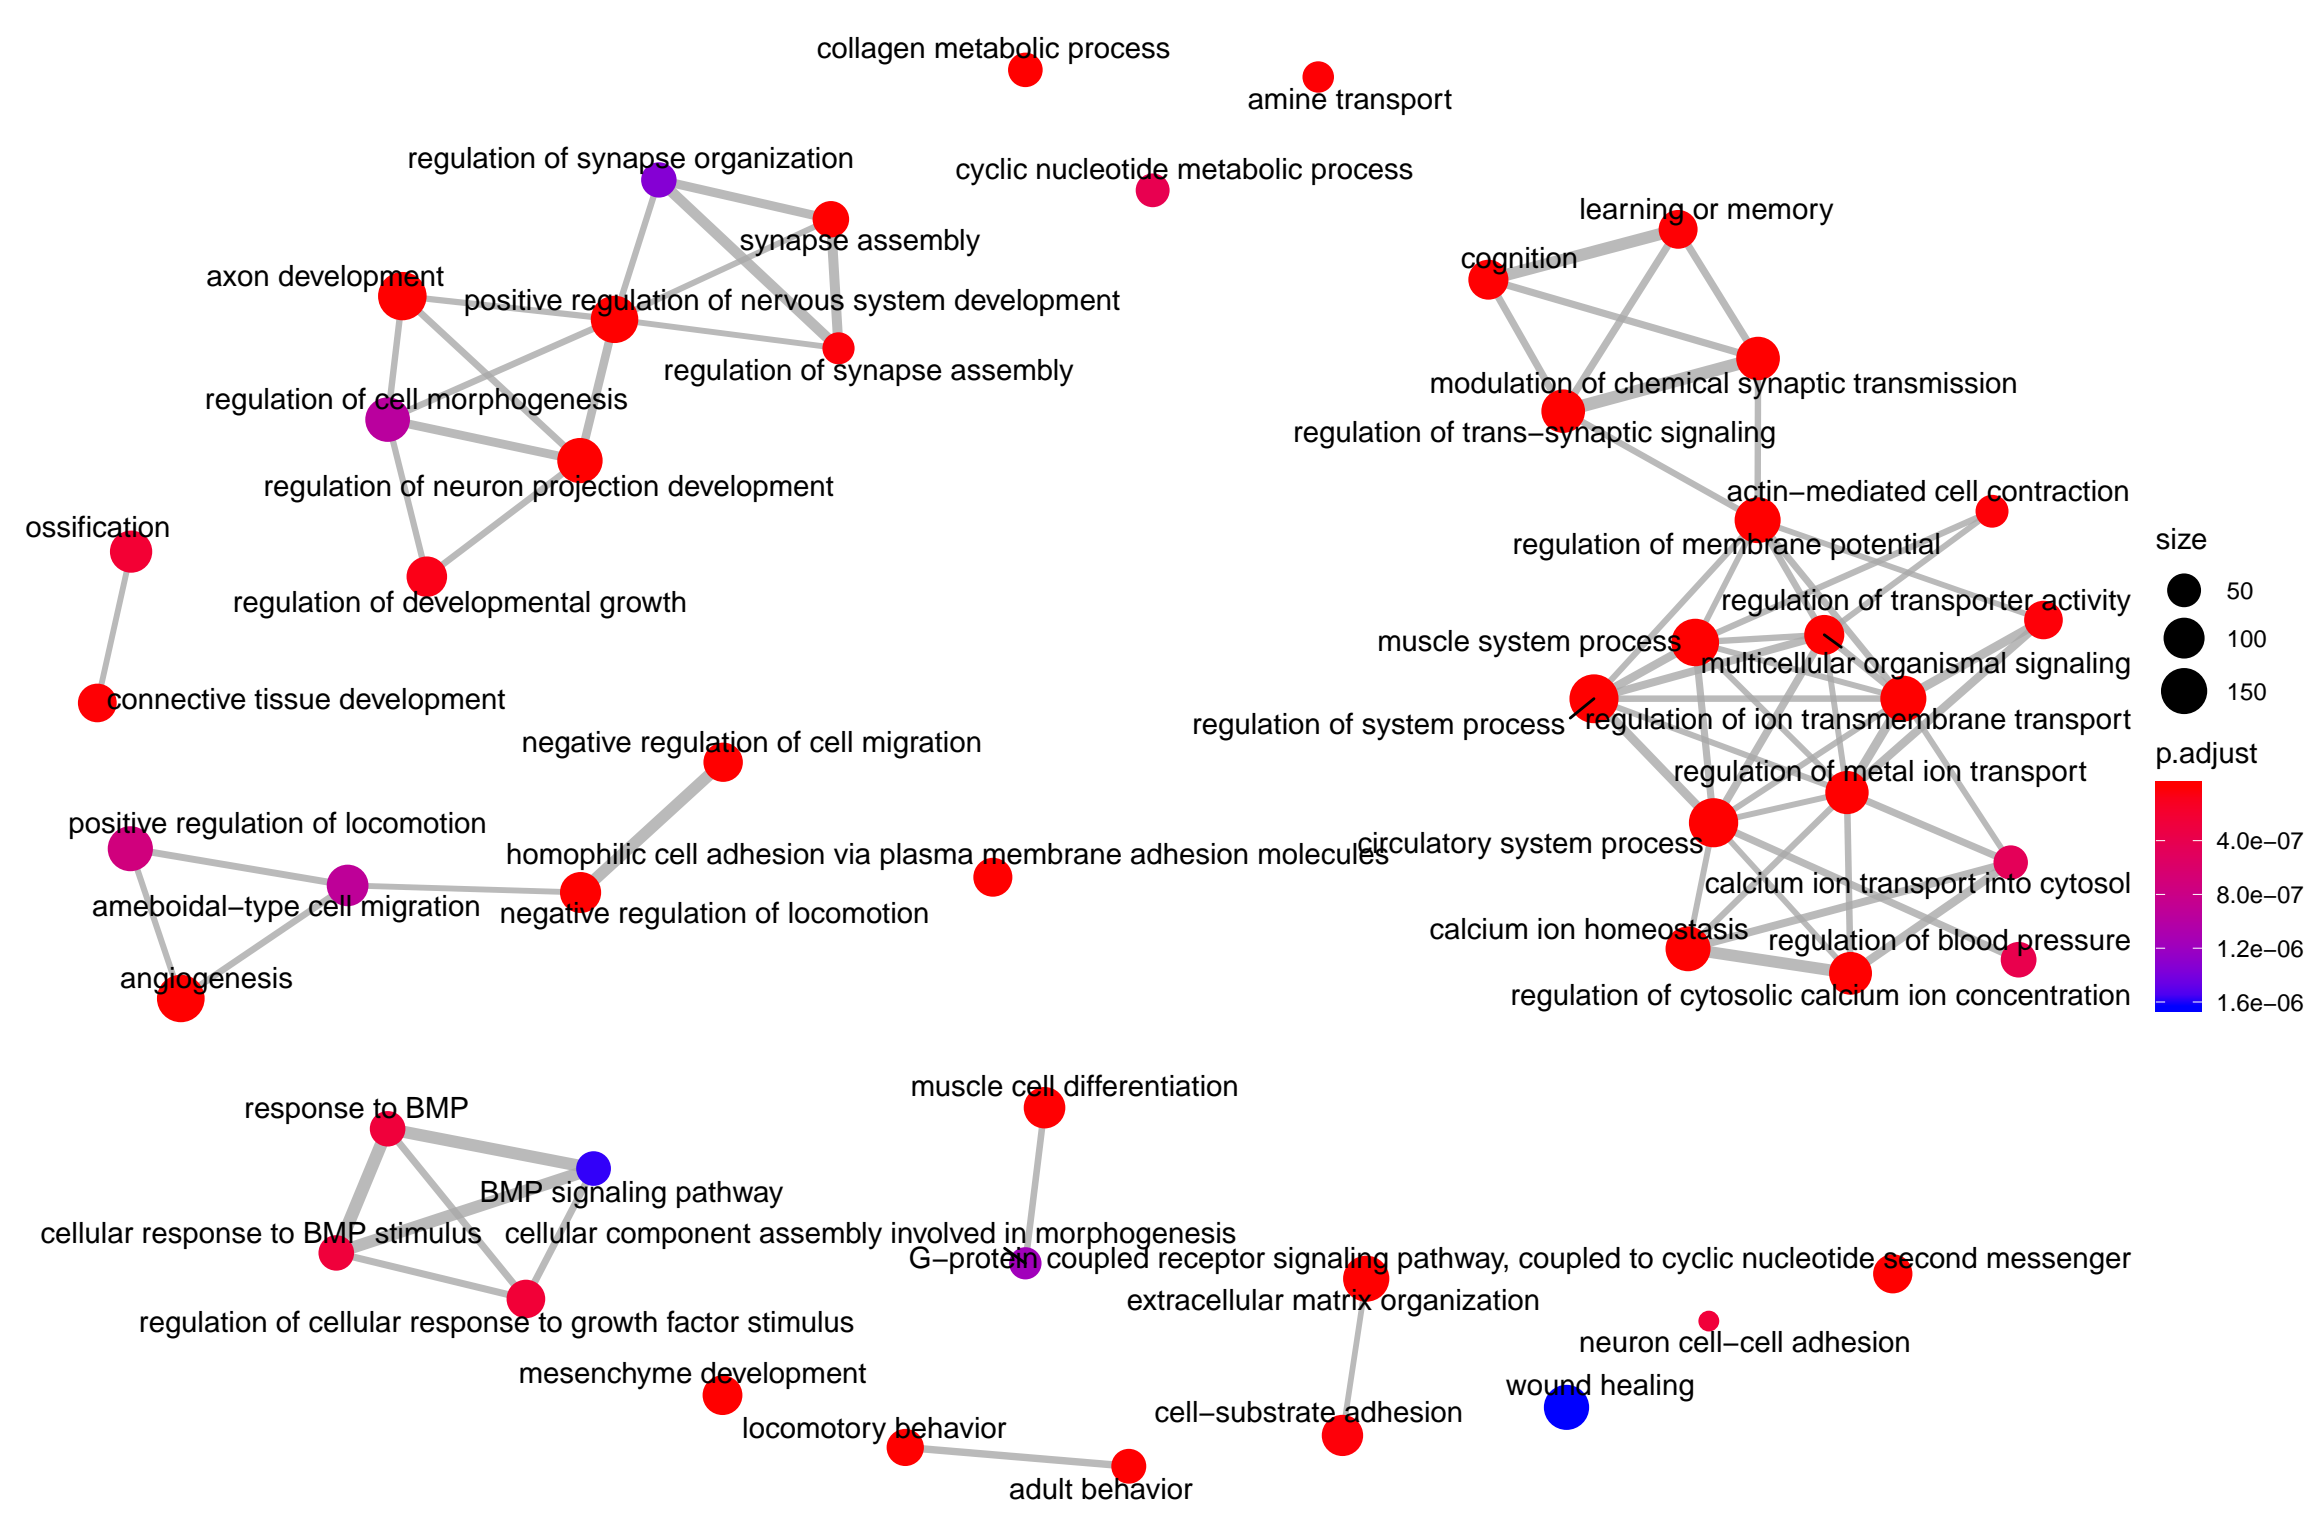 collagen metabolic process
amine transport
regulation of synapse organization
cyclic nucleotide metabolic process
learning or memory
synapse assembly
cognition
axon development
positive regulation of nervous system development
regulation of synapse assembly
modulation of chemical synaptic transmission
regulation of cell morphogenesis
regulation of trans−synaptic signaling
regulation of neuron projection development
actin−mediated cell contraction
ossification
regulation of membrane potential
size
50
100
150
regulation of developmental growth
regulation of transporter activity
muscle system process
multicellular organismal signaling
connective tissue development
regulation of system process
regulation of ion transmembrane transport
negative regulation of cell migration
p.adjust
4.0e−07
8.0e−07
1.2e−06
1.6e−06
regulation of metal ion transport
positive regulation of locomotion
circulatory system process
homophilic cell adhesion via plasma membrane adhesion molecules
calcium ion transport into cytosol
ameboidal−type cell migration
negative regulation of locomotion
calcium ion homeostasis
regulation of blood pressure
angiogenesis
regulation of cytosolic calcium ion concentration
muscle cell differentiation
response to BMP
BMP signaling pathway
cellular response to BMP stimulus
cellular component assembly involved in morphogenesis
G−protein coupled receptor signaling pathway, coupled to cyclic nucleotide second messenger
extracellular matrix organization
regulation of cellular response to growth factor stimulus
neuron cell−cell adhesion
mesenchyme development
wound healing
cell−substrate adhesion
locomotory behavior
adult behavior